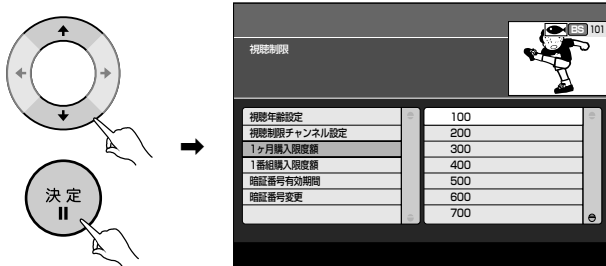 決定
BS 101
視聴制限
視聴年齢設定
視聴制限チャンネル設定
1ヶ月購入限度額
1番組購入限度額
暗証番号有効期間
暗証番号変更
100
200
300
400
500
600
700